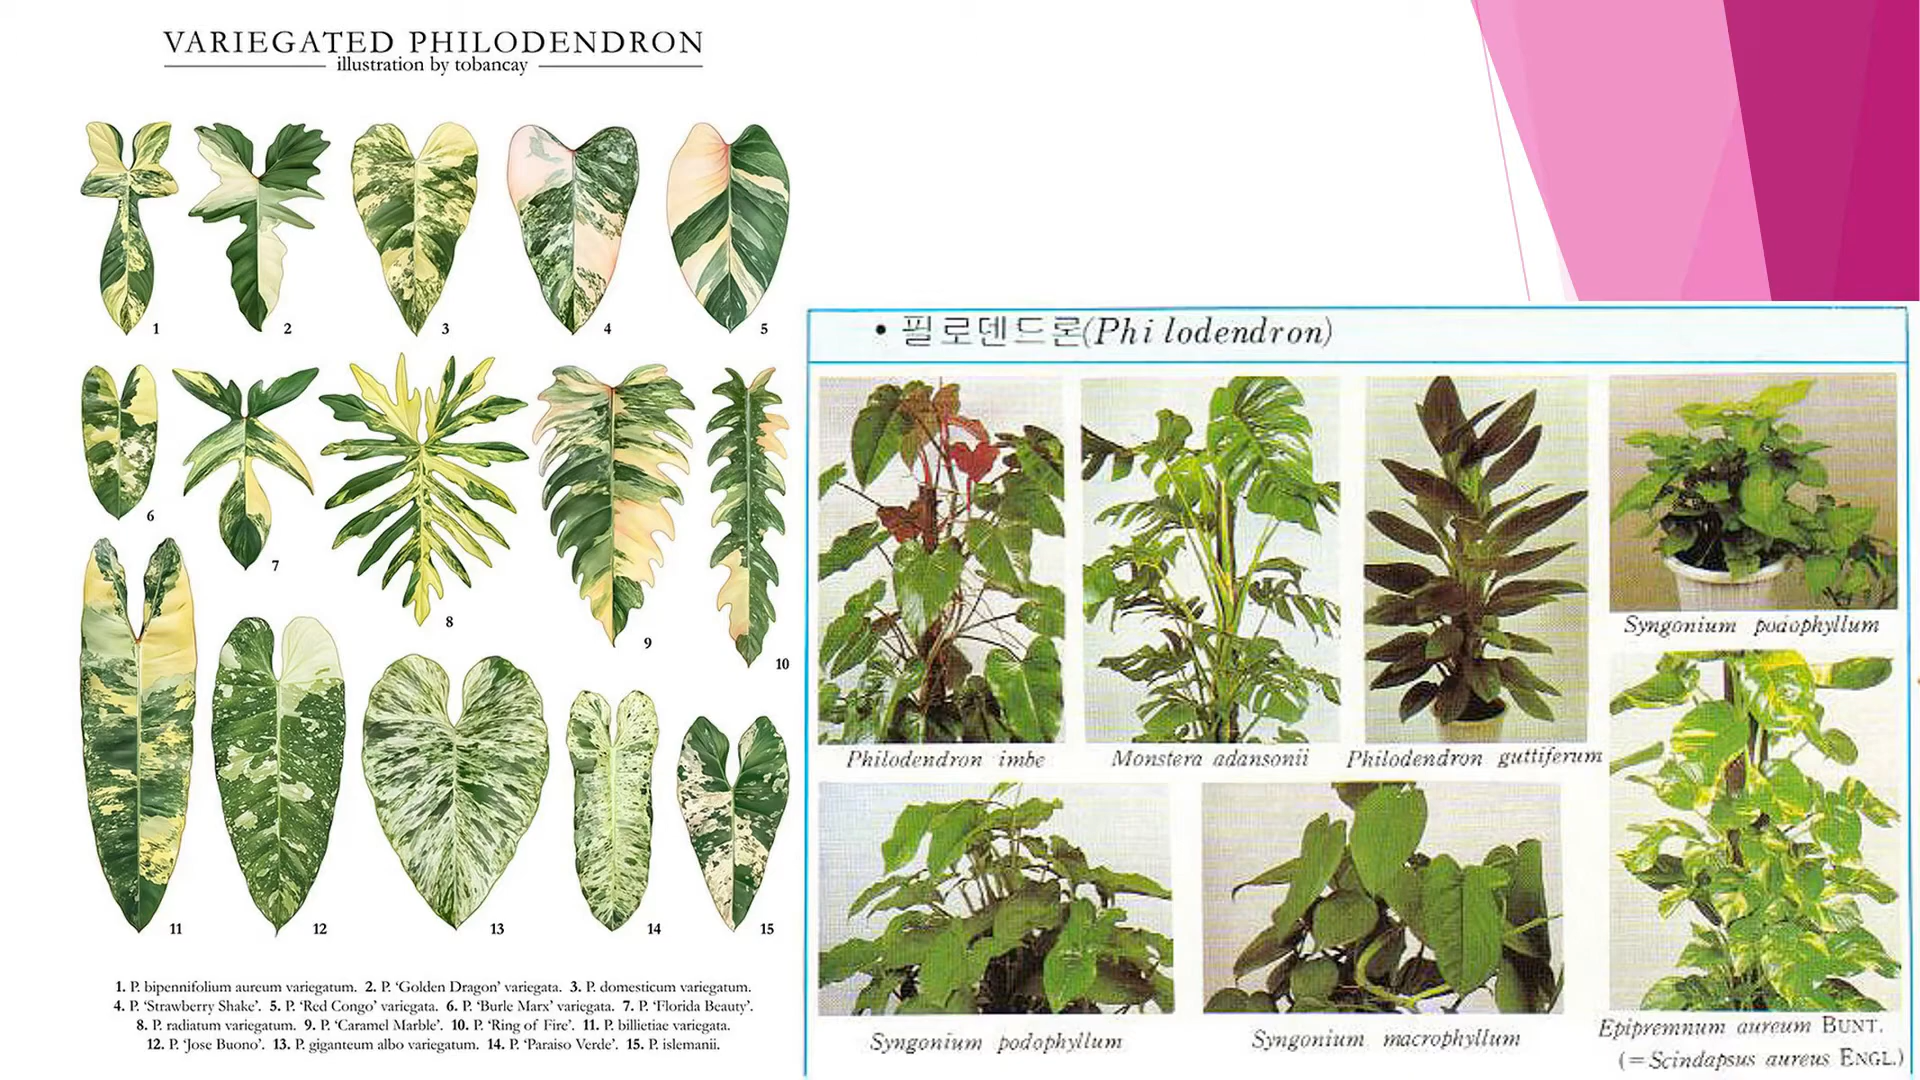 VARIEGATED PHILODENDRON
illustration by tobancay
1
2
3
4
5
6
7
8
9
10
11
12
13
14
15
1. P. bipennifolium aureum variegatum. 2. P. ‘Golden Dragon’ variegata. 3. P. domesticum variegatum.
4. P. ‘Strawberry Shake’. 5. P. ‘Red Congo’ variegata. 6. P. ‘Burle Marx’ variegata. 7. P. ‘Florida Beauty’.
8. P. radiatum variegatum. 9. P. ‘Caramel Marble’. 10. P. ‘Ring of Fire’. 11. P. billietiae variegata.
12. P. ‘Jose Buono’. 13. P. giganteum albo variegatum. 14. P. ‘Paraiso Verde’. 15. P. islemanii.
• 필로덴드론(Philodendron)
Syngonium podophyllum
Philodendron imbe
Monstera adansonii
Philodendron guttiferum
Syngonium podophyllum
Syngonium macrophyllum
Epipremnum aureum BUNT.
(=Scindapsus aureus ENGL.)